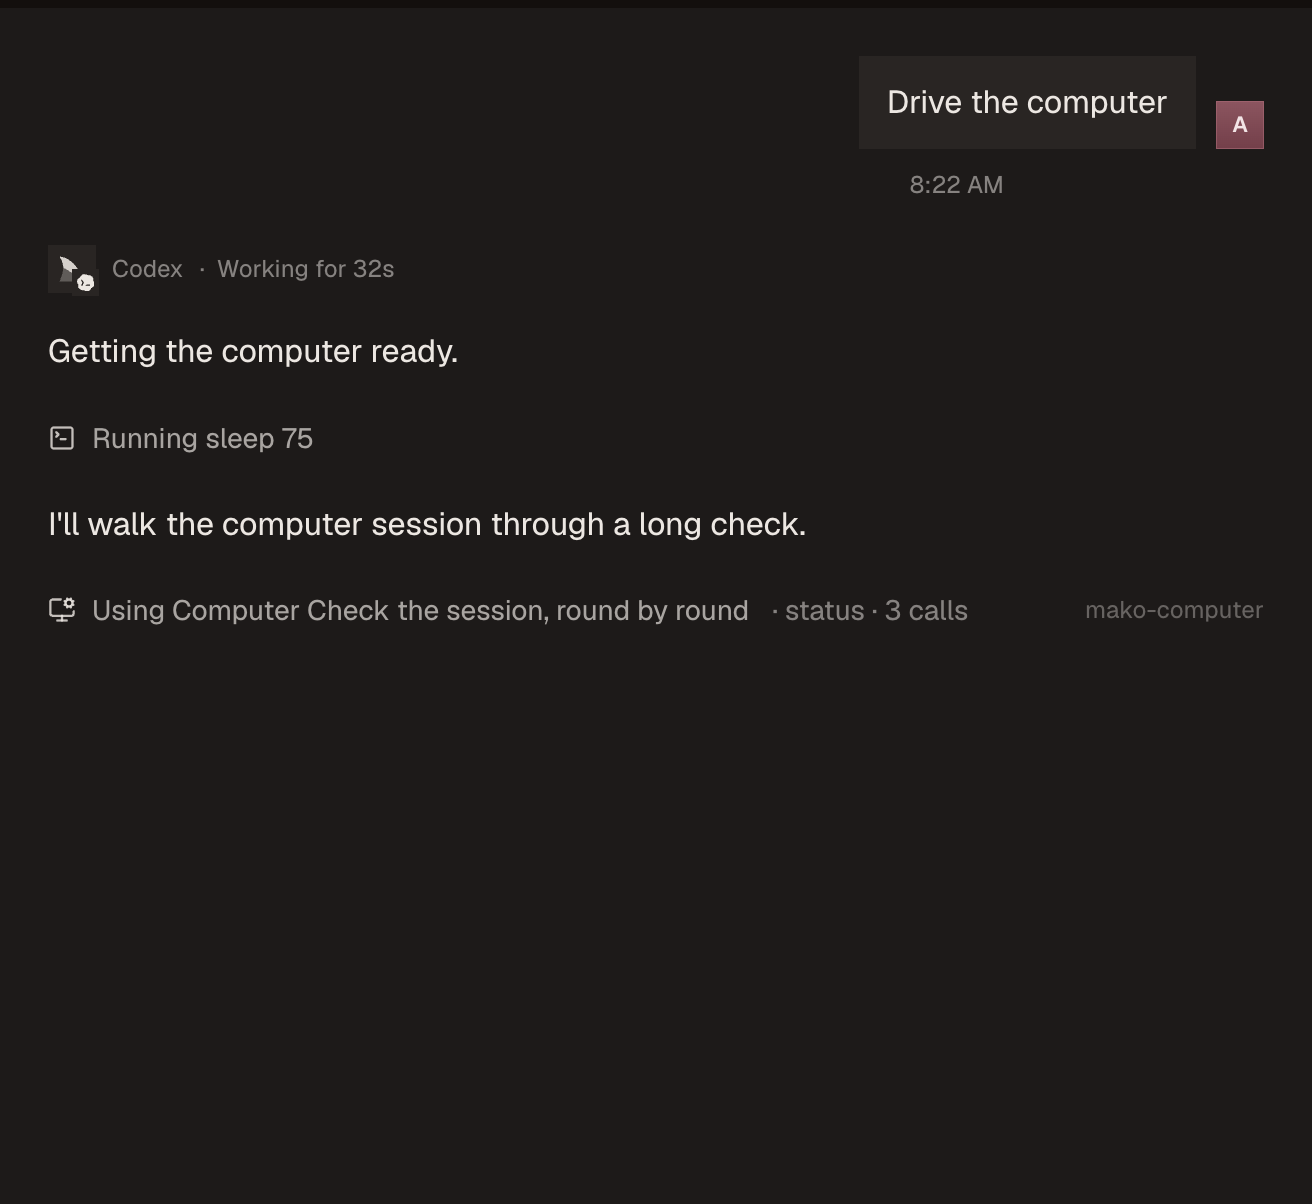 Drive the computer
A
8:22 AM
Codex · Working for 32s
Getting the computer ready.
Running sleep 75
I'll walk the computer session through a long check.
Using Computer Check the session, round by round · status · 3 calls mako-computer